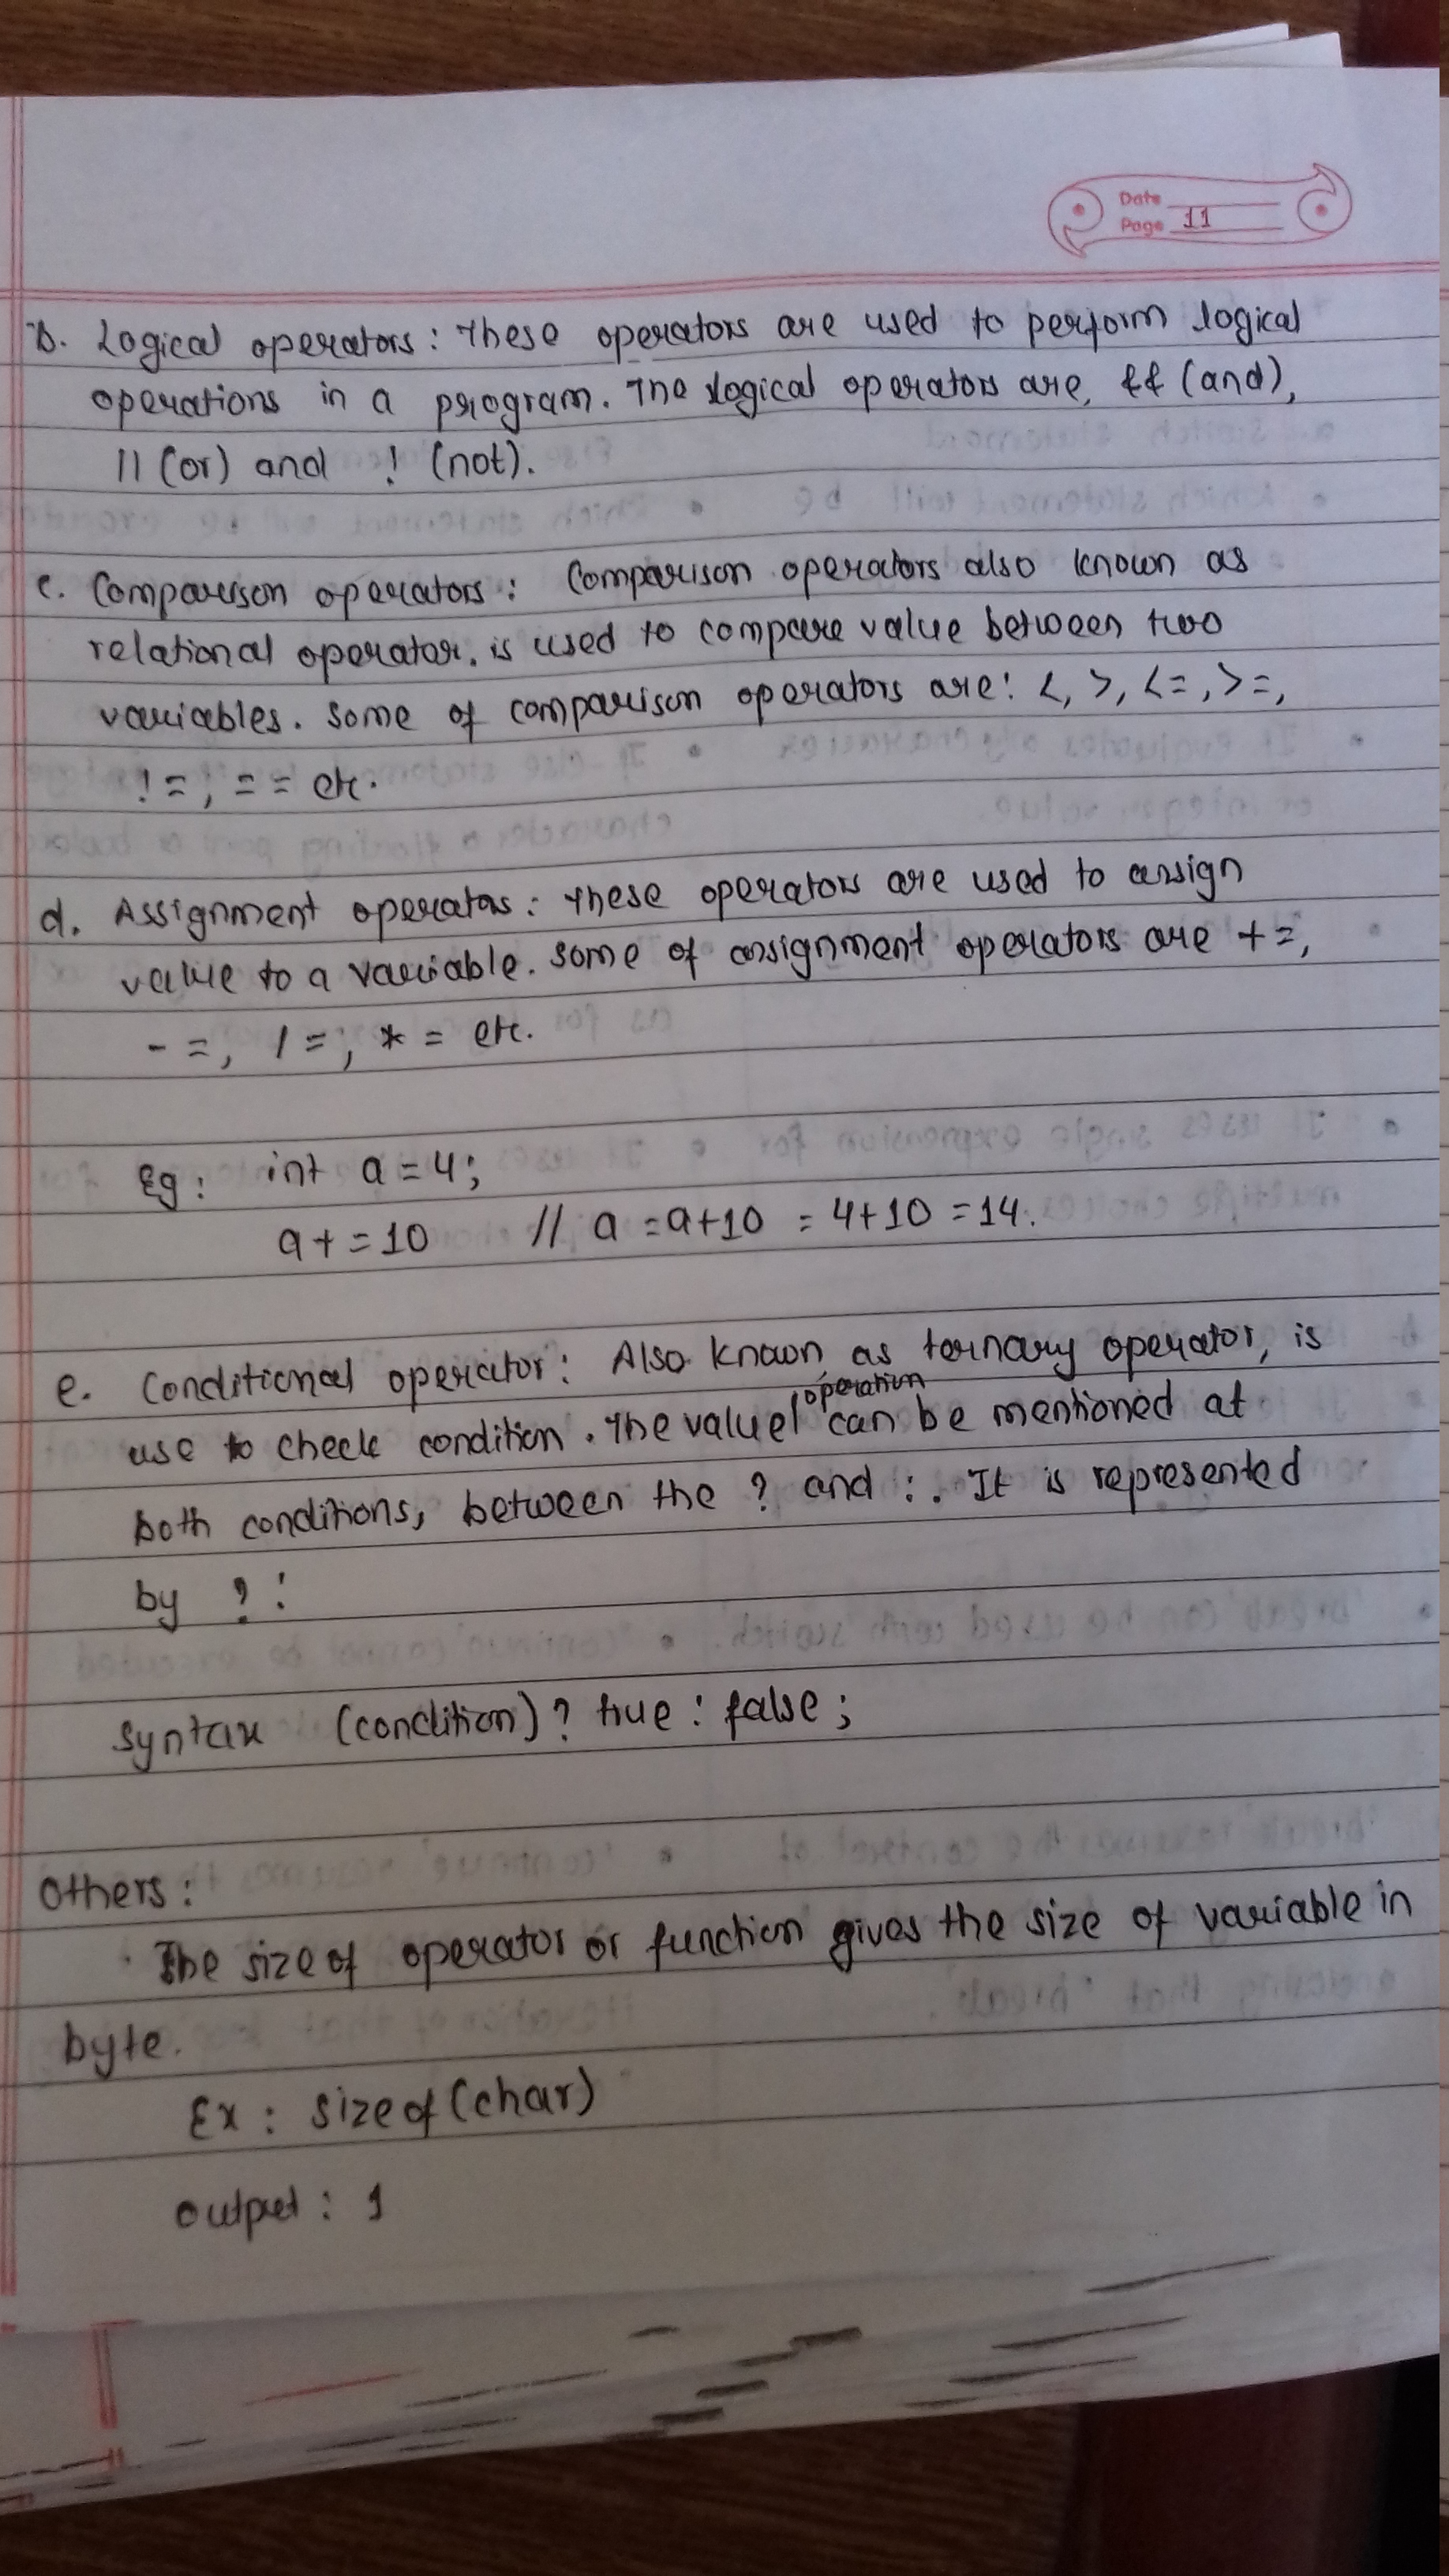 Date
Page 11
b. Logical operators: These operators are used to perform logical
operations in a program. The logical operators are, && (and),
|| (or) and ! (not).
c. Comparison operators: Comparison operators also known as
relational operator, is used to compare value between two
variables. Some of comparison operators are: <, >, <=, >=,
!=, == etc.
d. Assignment operators: These operators are used to assign
value to a variable. Some of assignment operators are +=,
-=, /=, *= etc.
Eg: int a = 4;
a+=10 // a = a+10 = 4+10 = 14.
e. Conditional operator: Also known as ternary operator, is
use to check condition. The value/operation can be mentioned at
both conditions, between the ? and :. It is represented
by ? :
Syntax (condition)? true : false;
Others:
The size of operator or function gives the size of variable in
byte.
Ex: size of (char)
output: 1